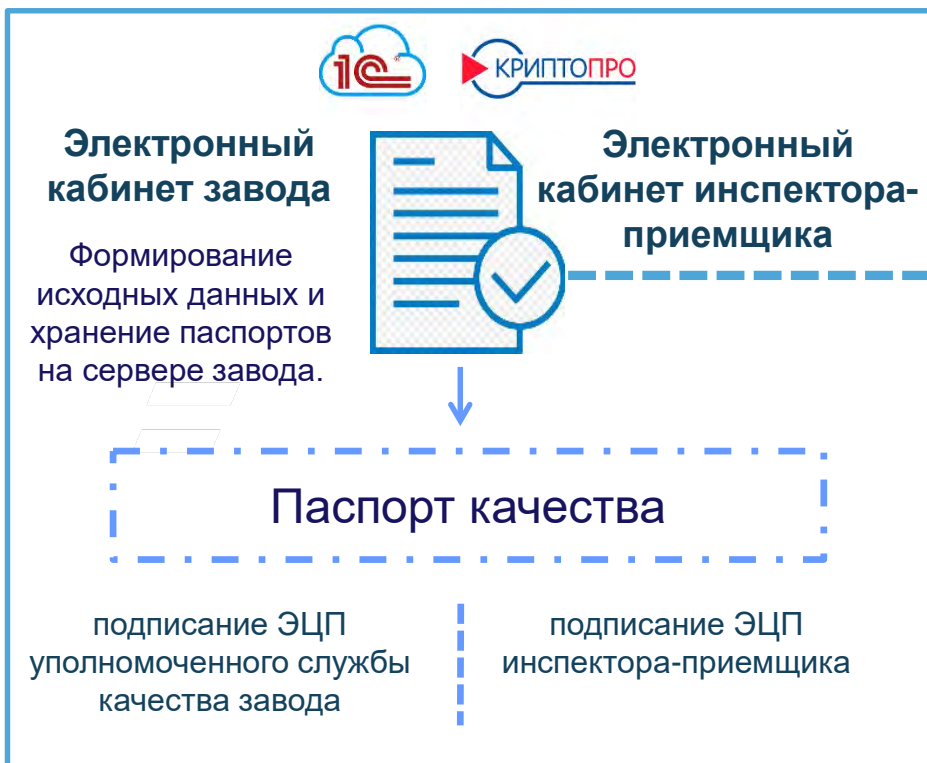 1С
КРИПТОПРО
Электронный
кабинет завода
Формирование
исходных данных и
хранение паспортов
на сервере завода.
Электронный
кабинет инспектора-
приемщика
Паспорт качества
подписание ЭЦП
уполномоченного службы
качества завода
подписание ЭЦП
инспектора-приемщика